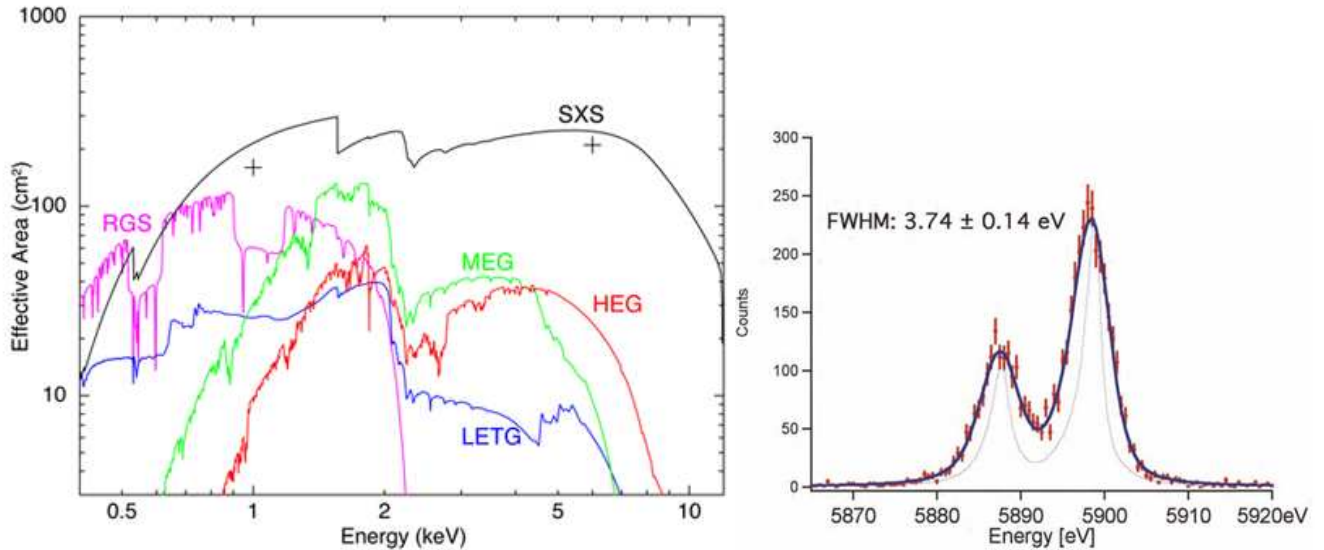 1000
100
10
Effective Area (cm²)
0.5 1 2 5 10
Energy (keV)
SXS
RGS
MEG
HEG
LETG
300
250
200
150
100
50
0
Counts
FWHM: 3.74 ± 0.14 eV
5870 5880 5890 5900 5910 5920eV
Energy [eV]